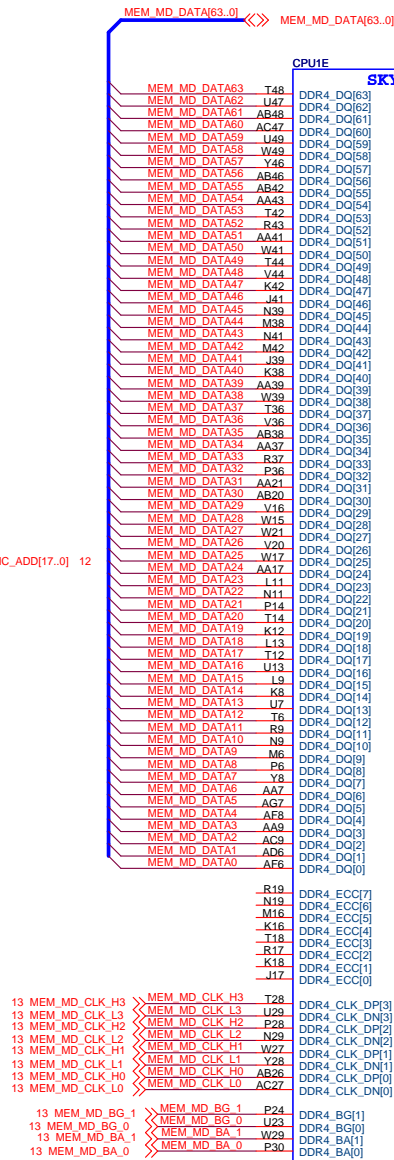 MEM_MD_DATA[63..0]
MEM_MD_DATA[63..0]
CPU1E
SKY
MEM_MD_DATA63 T48 DDR4_DQ[63]
MEM_MD_DATA62 U47 DDR4_DQ[62]
MEM_MD_DATA61 AB48 DDR4_DQ[61]
MEM_MD_DATA60 AC47 DDR4_DQ[60]
MEM_MD_DATA59 U49 DDR4_DQ[59]
MEM_MD_DATA58 W49 DDR4_DQ[58]
MEM_MD_DATA57 Y46 DDR4_DQ[57]
MEM_MD_DATA56 AB46 DDR4_DQ[56]
MEM_MD_DATA55 AB42 DDR4_DQ[55]
MEM_MD_DATA54 AA43 DDR4_DQ[54]
MEM_MD_DATA53 T42 DDR4_DQ[53]
MEM_MD_DATA52 R43 DDR4_DQ[52]
MEM_MD_DATA51 AA41 DDR4_DQ[51]
MEM_MD_DATA50 W41 DDR4_DQ[50]
MEM_MD_DATA49 T44 DDR4_DQ[49]
MEM_MD_DATA48 V44 DDR4_DQ[48]
MEM_MD_DATA47 K42 DDR4_DQ[47]
MEM_MD_DATA46 J41 DDR4_DQ[46]
MEM_MD_DATA45 N39 DDR4_DQ[45]
MEM_MD_DATA44 M38 DDR4_DQ[44]
MEM_MD_DATA43 N41 DDR4_DQ[43]
MEM_MD_DATA42 M42 DDR4_DQ[42]
MEM_MD_DATA41 J39 DDR4_DQ[41]
MEM_MD_DATA40 K38 DDR4_DQ[40]
MEM_MD_DATA39 AA39 DDR4_DQ[39]
MEM_MD_DATA38 W39 DDR4_DQ[38]
MEM_MD_DATA37 T36 DDR4_DQ[37]
MEM_MD_DATA36 V36 DDR4_DQ[36]
MEM_MD_DATA35 AB38 DDR4_DQ[35]
MEM_MD_DATA34 AA37 DDR4_DQ[34]
MEM_MD_DATA33 R37 DDR4_DQ[33]
MEM_MD_DATA32 P36 DDR4_DQ[32]
MEM_MD_DATA31 AA21 DDR4_DQ[31]
MEM_MD_DATA30 AB20 DDR4_DQ[30]
MEM_MD_DATA29 V16 DDR4_DQ[29]
MEM_MD_DATA28 W15 DDR4_DQ[28]
MEM_MD_DATA27 W21 DDR4_DQ[27]
MEM_MD_DATA26 V20 DDR4_DQ[26]
C_ADD[17..0] 12
MEM_MD_DATA25 W17 DDR4_DQ[25]
MEM_MD_DATA24 AA17 DDR4_DQ[24]
MEM_MD_DATA23 L11 DDR4_DQ[23]
MEM_MD_DATA22 N11 DDR4_DQ[22]
MEM_MD_DATA21 P14 DDR4_DQ[21]
MEM_MD_DATA20 T14 DDR4_DQ[20]
MEM_MD_DATA19 K12 DDR4_DQ[19]
MEM_MD_DATA18 L13 DDR4_DQ[18]
MEM_MD_DATA17 T12 DDR4_DQ[17]
MEM_MD_DATA16 U13 DDR4_DQ[16]
MEM_MD_DATA15 L9 DDR4_DQ[15]
MEM_MD_DATA14 K8 DDR4_DQ[14]
MEM_MD_DATA13 U7 DDR4_DQ[13]
MEM_MD_DATA12 T6 DDR4_DQ[12]
MEM_MD_DATA11 R9 DDR4_DQ[11]
MEM_MD_DATA10 N9 DDR4_DQ[10]
MEM_MD_DATA9 M6 DDR4_DQ[9]
MEM_MD_DATA8 P6 DDR4_DQ[8]
MEM_MD_DATA7 Y8 DDR4_DQ[7]
MEM_MD_DATA6 AA7 DDR4_DQ[6]
MEM_MD_DATA5 AG7 DDR4_DQ[5]
MEM_MD_DATA4 AF8 DDR4_DQ[4]
MEM_MD_DATA3 AA9 DDR4_DQ[3]
MEM_MD_DATA2 AC9 DDR4_DQ[2]
MEM_MD_DATA1 AD6 DDR4_DQ[1]
MEM_MD_DATA0 AF6 DDR4_DQ[0]
R19 DDR4_ECC[7]
N19 DDR4_ECC[6]
M16 DDR4_ECC[5]
K16 DDR4_ECC[4]
T18 DDR4_ECC[3]
R17 DDR4_ECC[2]
K18 DDR4_ECC[1]
J17 DDR4_ECC[0]
13 MEM_MD_CLK_H3 MEM_MD_CLK_H3 T28 DDR4_CLK_DP[3]
13 MEM_MD_CLK_L3 MEM_MD_CLK_L3 U29 DDR4_CLK_DN[3]
13 MEM_MD_CLK_H2 MEM_MD_CLK_H2 P28 DDR4_CLK_DP[2]
13 MEM_MD_CLK_L2 MEM_MD_CLK_L2 N29 DDR4_CLK_DN[2]
13 MEM_MD_CLK_H1 MEM_MD_CLK_H1 W27 DDR4_CLK_DP[1]
13 MEM_MD_CLK_L1 MEM_MD_CLK_L1 Y28 DDR4_CLK_DN[1]
13 MEM_MD_CLK_H0 MEM_MD_CLK_H0 AB26 DDR4_CLK_DP[0]
13 MEM_MD_CLK_L0 MEM_MD_CLK_L0 AC27 DDR4_CLK_DN[0]
13 MEM_MD_BG_1 MEM_MD_BG_1 P24 DDR4_BG[1]
13 MEM_MD_BG_0 MEM_MD_BG_0 U23 DDR4_BG[0]
13 MEM_MD_BA_1 MEM_MD_BA_1 W29 DDR4_BA[1]
13 MEM_MD_BA_0 MEM_MD_BA_0 P30 DDR4_BA[0]